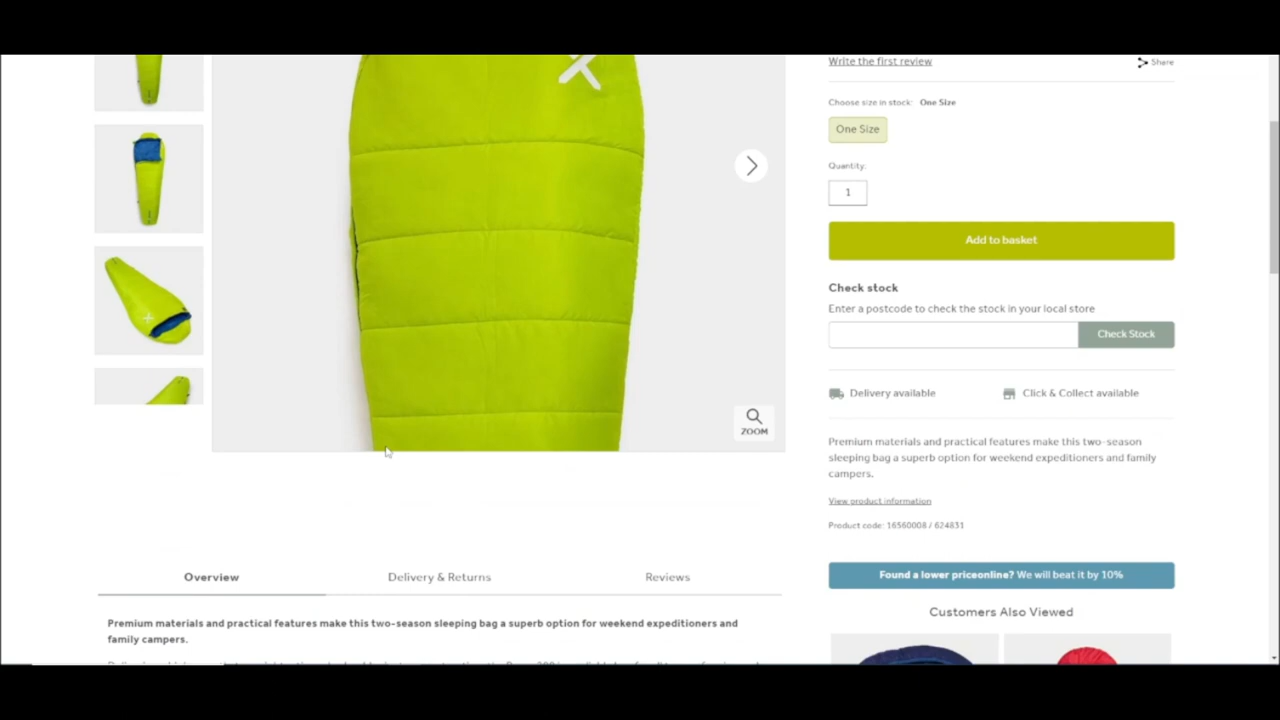 Write the first review
Share
Choose size in stock: One Size
One Size
Quantity:
1
Add to basket
Check stock
Enter a postcode to check the stock in your local store
Check Stock
Delivery available
Click & Collect available
ZOOM
Premium materials and practical features make this two-season
sleeping bag a superb option for weekend expeditioners and family
campers.
View product information
Product code: 16560008 / 624831
Found a lower priceonline? We will beat it by 10%
Customers Also Viewed
Overview
Delivery & Returns
Reviews
Premium materials and practical features make this two-season sleeping bag a superb option for weekend expeditioners and
family campers.